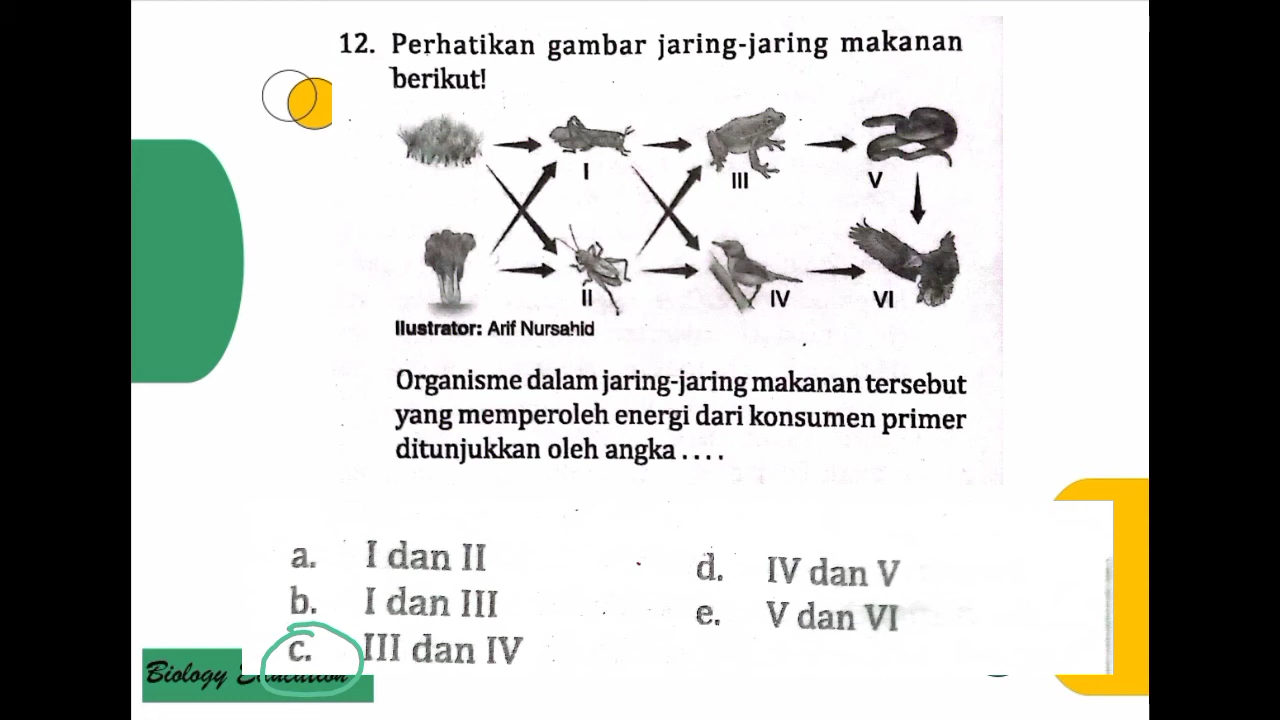 12. Perhatikan gambar jaring-jaring makanan
berikut!
I
III
V
II
IV
VI
Ilustrator: Arif Nursahid
Organisme dalam jaring-jaring makanan tersebut
yang memperoleh energi dari konsumen primer
ditunjukkan oleh angka . . . .
a. I dan II
b. I dan III
c. III dan IV
d. IV dan V
e. V dan VI
Biology Education